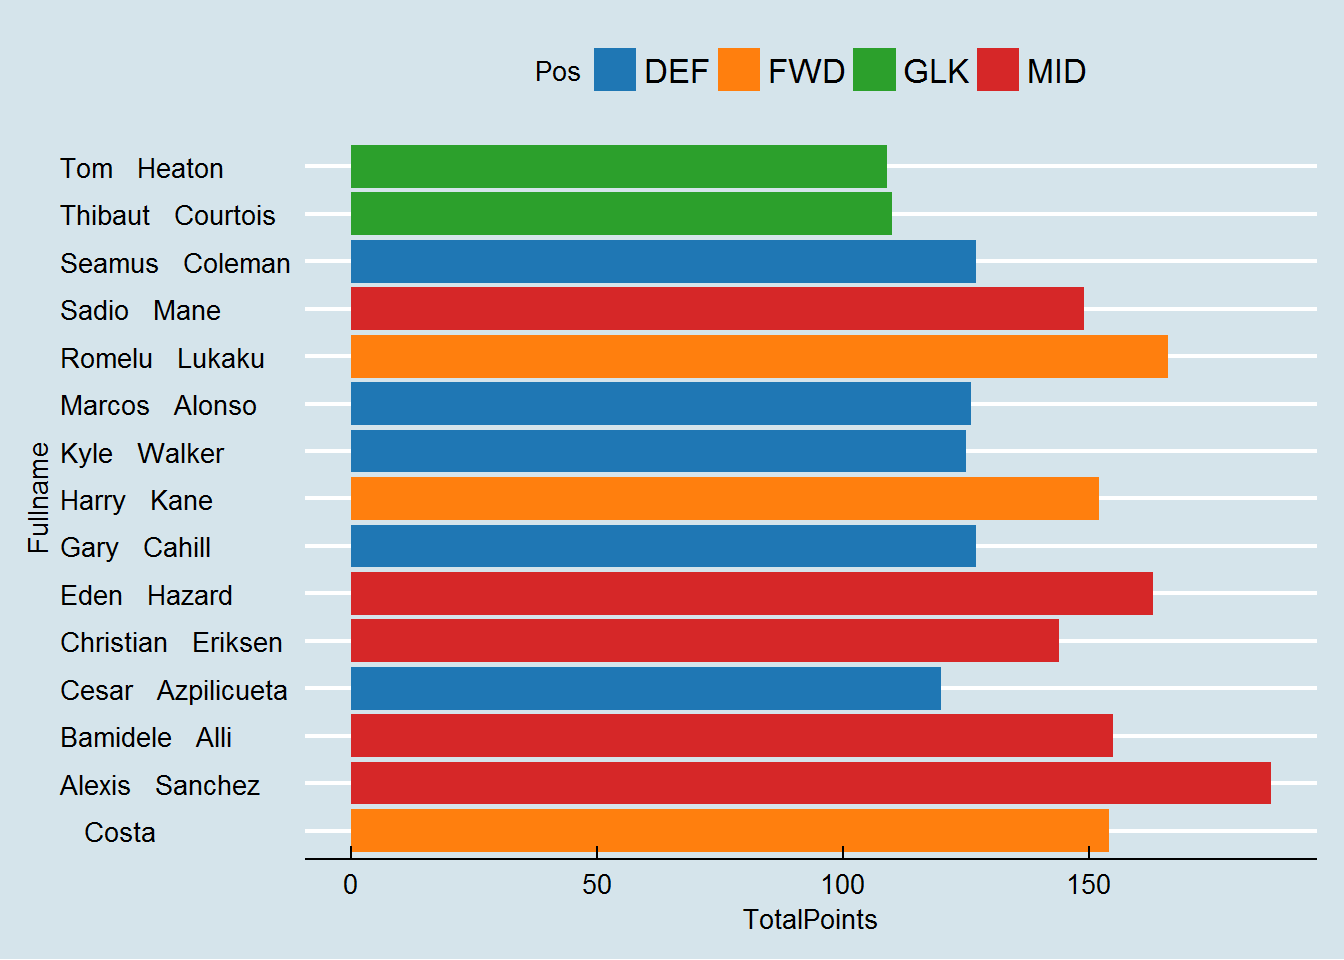 Pos DEF FWD GLK MID
Tom Heaton
Thibaut Courtois
Seamus Coleman
Sadio Mane
Romelu Lukaku
Marcos Alonso
Kyle Walker
Harry Kane
Gary Cahill
Eden Hazard
Christian Eriksen
Cesar Azpilicueta
Bamidele Alli
Alexis Sanchez
Costa
Fullname
0 50 100 150
TotalPoints